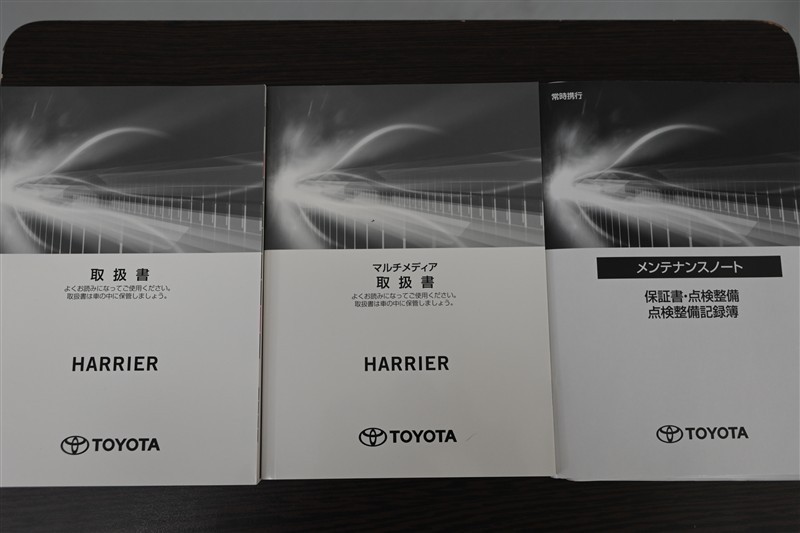 取扱書
よくお読みになってご使用ください。
取扱書は車の中に保管しましょう。
HARRIER
TOYOTA
マルチメディア
取扱書
よくお読みになってご使用ください。
取扱書は車の中に保管しましょう。
HARRIER
TOYOTA
常時携行
メンテナンスノート
保証書・点検整備
点検整備記録簿
TOYOTA